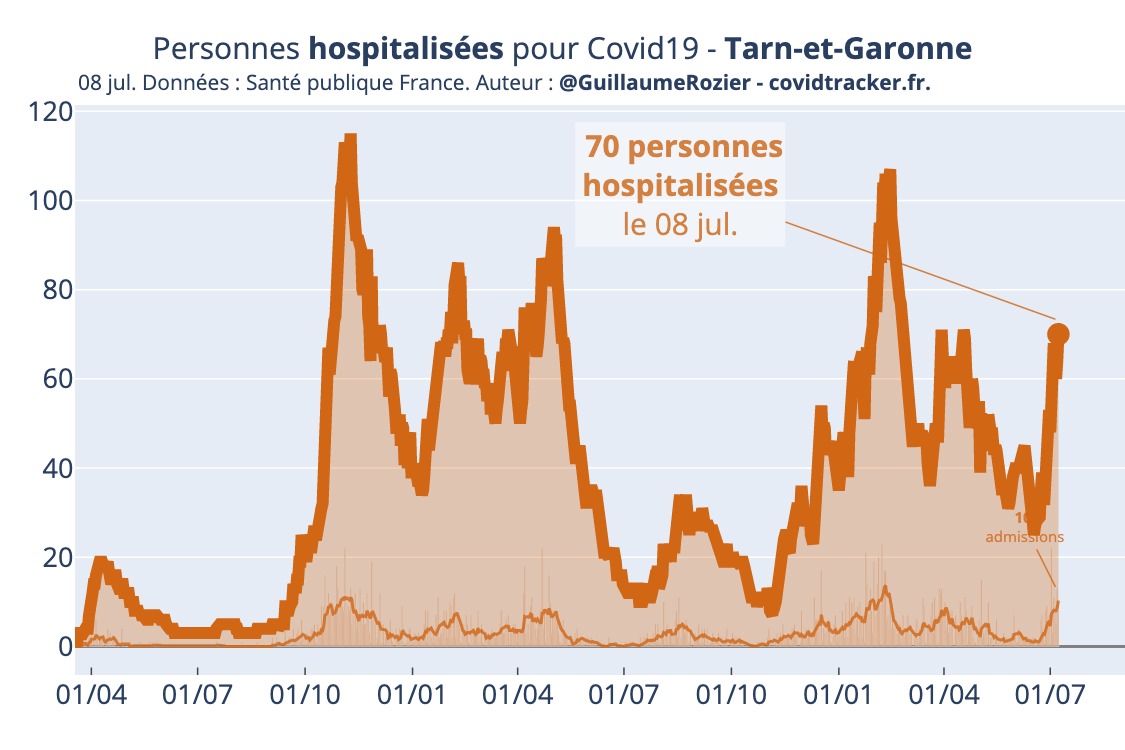 Personnes hospitalisées pour Covid19 - Tarn-et-Garonne
08 jul. Données : Santé publique France. Auteur : @GuillaumeRozier - covidtracker.fr.
120
70 personnes
hospitalisées
le 08 jul.
100
80
60
40
admissions
20
0
01/04 01/07 01/10 01/01 01/04 01/07 01/10 01/01 01/04 01/07